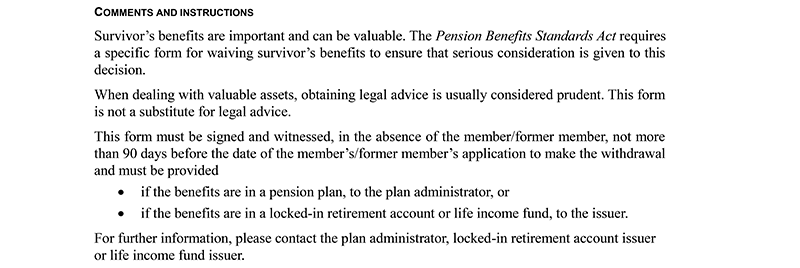 COMMENTS AND INSTRUCTIONS
Survivor’s benefits are important and can be valuable. The Pension Benefits Standards Act requires
a specific form for waiving survivor’s benefits to ensure that serious consideration is given to this
decision.
When dealing with valuable assets, obtaining legal advice is usually considered prudent. This form
is not a substitute for legal advice.
This form must be signed and witnessed, in the absence of the member/former member, not more
than 90 days before the date of the member’s/former member’s application to make the withdrawal
and must be provided
• if the benefits are in a pension plan, to the plan administrator, or
• if the benefits are in a locked-in retirement account or life income fund, to the issuer.
For further information, please contact the plan administrator, locked-in retirement account issuer
or life income fund issuer.